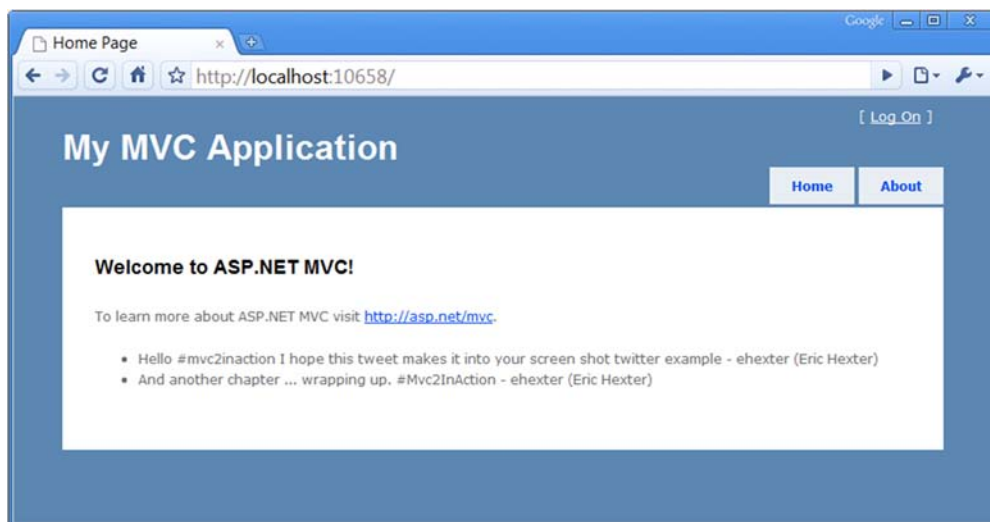 Google
Home Page
http://localhost:10658/
[ Log On ]
My MVC Application
Home About
Welcome to ASP.NET MVC!
To learn more about ASP.NET MVC visit http://asp.net/mvc.
• Hello #mvc2inaction I hope this tweet makes it into your screen shot twitter example - ehexter (Eric Hexter)
• And another chapter ... wrapping up. #Mvc2InAction - ehexter (Eric Hexter)